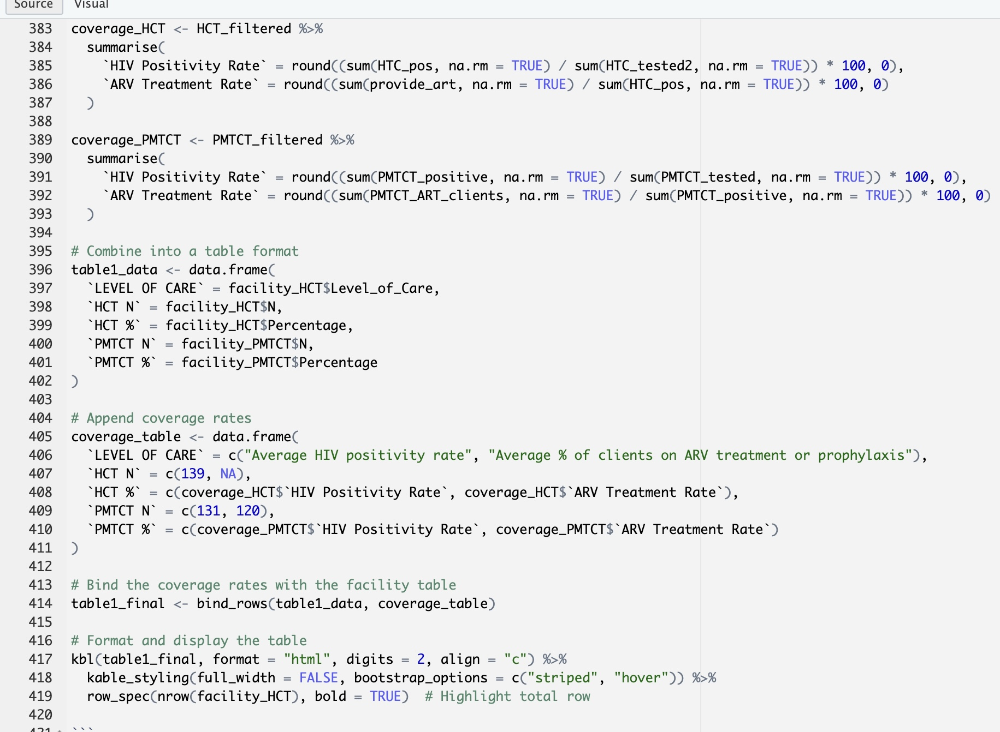 Source Visual
383 coverage_HCT <- HCT_filtered %>%
384   summarise(
385     `HIV Positivity Rate` = round((sum(HTC_pos, na.rm = TRUE) / sum(HTC_tested2, na.rm = TRUE)) * 100, 0),
386     `ARV Treatment Rate` = round((sum(provide_art, na.rm = TRUE) / sum(HTC_pos, na.rm = TRUE)) * 100, 0)
387   )
388
389 coverage_PMTCT <- PMTCT_filtered %>%
390   summarise(
391     `HIV Positivity Rate` = round((sum(PMTCT_positive, na.rm = TRUE) / sum(PMTCT_tested, na.rm = TRUE)) * 100, 0),
392     `ARV Treatment Rate` = round((sum(PMTCT_ART_clients, na.rm = TRUE) / sum(PMTCT_positive, na.rm = TRUE)) * 100, 0)
393   )
394
395 # Combine into a table format
396 table1_data <- data.frame(
397   `LEVEL OF CARE` = facility_HCT$Level_of_Care,
398   `HCT N` = facility_HCT$N,
399   `HCT %` = facility_HCT$Percentage,
400   `PMTCT N` = facility_PMTCT$N,
401   `PMTCT %` = facility_PMTCT$Percentage
402 )
403
404 # Append coverage rates
405 coverage_table <- data.frame(
406   `LEVEL OF CARE` = c("Average HIV positivity rate", "Average % of clients on ARV treatment or prophylaxis"),
407   `HCT N` = c(139, NA),
408   `HCT %` = c(coverage_HCT$`HIV Positivity Rate`, coverage_HCT$`ARV Treatment Rate`),
409   `PMTCT N` = c(131, 120),
410   `PMTCT %` = c(coverage_PMTCT$`HIV Positivity Rate`, coverage_PMTCT$`ARV Treatment Rate`)
411 )
412
413 # Bind the coverage rates with the facility table
414 table1_final <- bind_rows(table1_data, coverage_table)
415
416 # Format and display the table
417 kbl(table1_final, format = "html", digits = 2, align = "c") %>%
418   kable_styling(full_width = FALSE, bootstrap_options = c("striped", "hover")) %>%
419   row_spec(nrow(facility_HCT), bold = TRUE)  # Highlight total row
420
421 ```